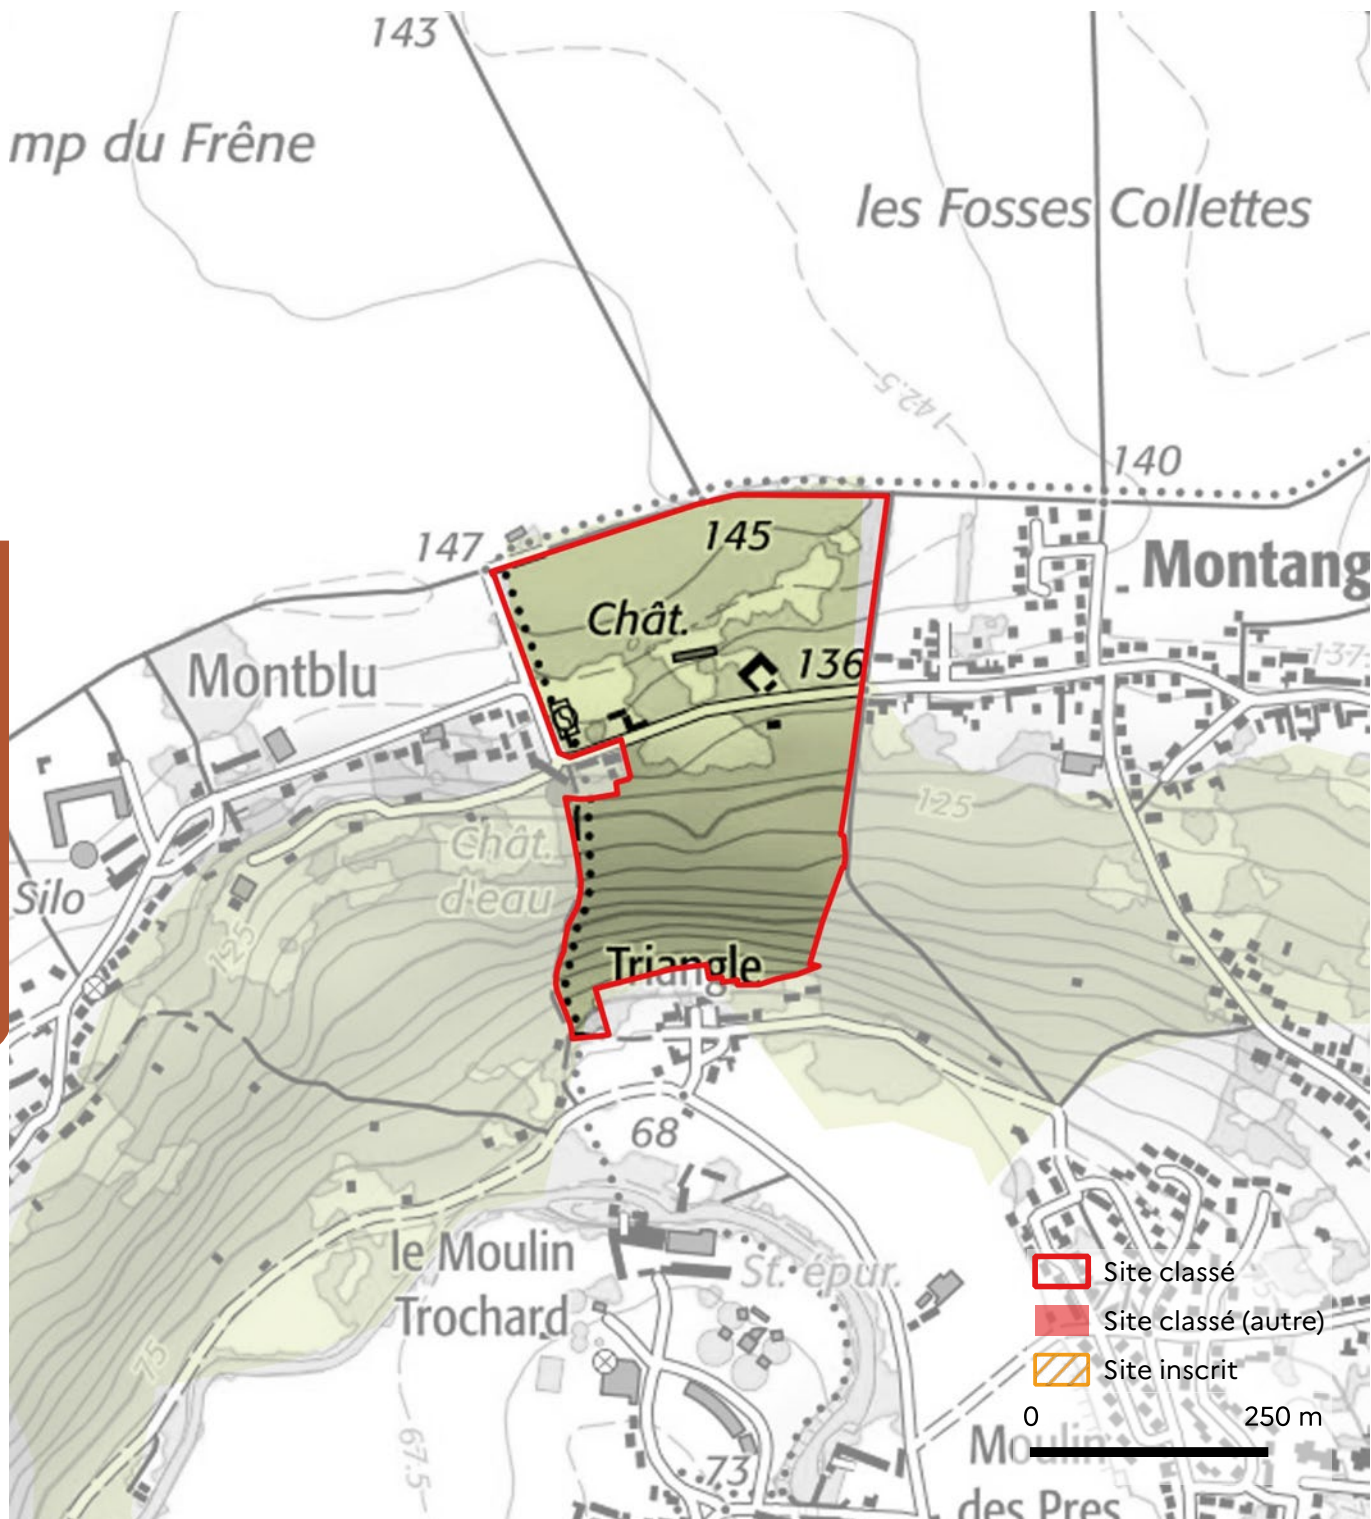 143
mp du Frêne
les Fosses Collettes
142.5
140
147
145
Montang
Chât.
136
137
Montblu
125
Chât.
d'eau
Silo
125
Triangle
68
le Moulin
Trochard
St. épur.
75
67.5
73
Moulin
des Pres
Site classé
Site classé (autre)
Site inscrit
0 250 m